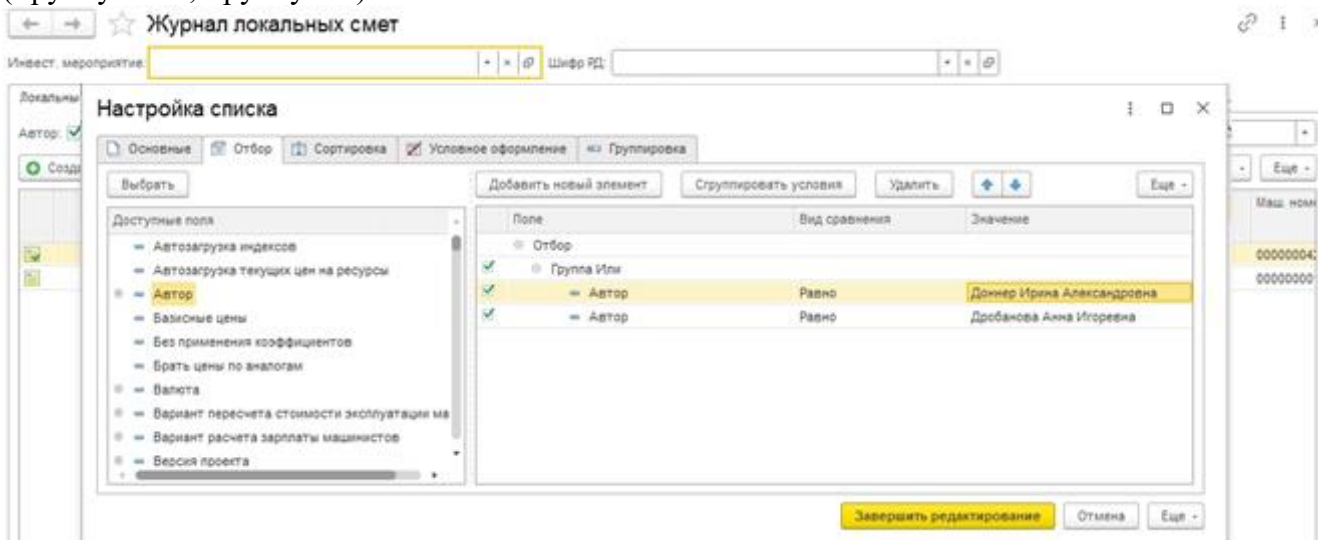 Журнал локальных смет
Инвест. мероприятие: Шифр РД:
Локальны
Настройка списка
Автор:
Основные Отбор Сортировка Условное оформление Группировка
Созда
Выбрать Добавить новый элемент Сгруппировать условия Удалить Еще Еще
Доступные поля Поле Вид сравнения Значение Маш. номе
Автозагрузка индексов Отбор 000000004
Автозагрузка текущих цен на ресурсы Группа Или 00000000
Автор Автор Равно Доннер Ирина Александровна
Базисные цены Автор Равно Дробанова Анна Игоревна
Без применения коэффициентов
Брать цены по аналогам
Валюта
Вариант пересчета стоимости эксплуатации ма
Вариант расчета зарплаты машинистов
Версия проекта
Завершить редактирование Отмена Еще